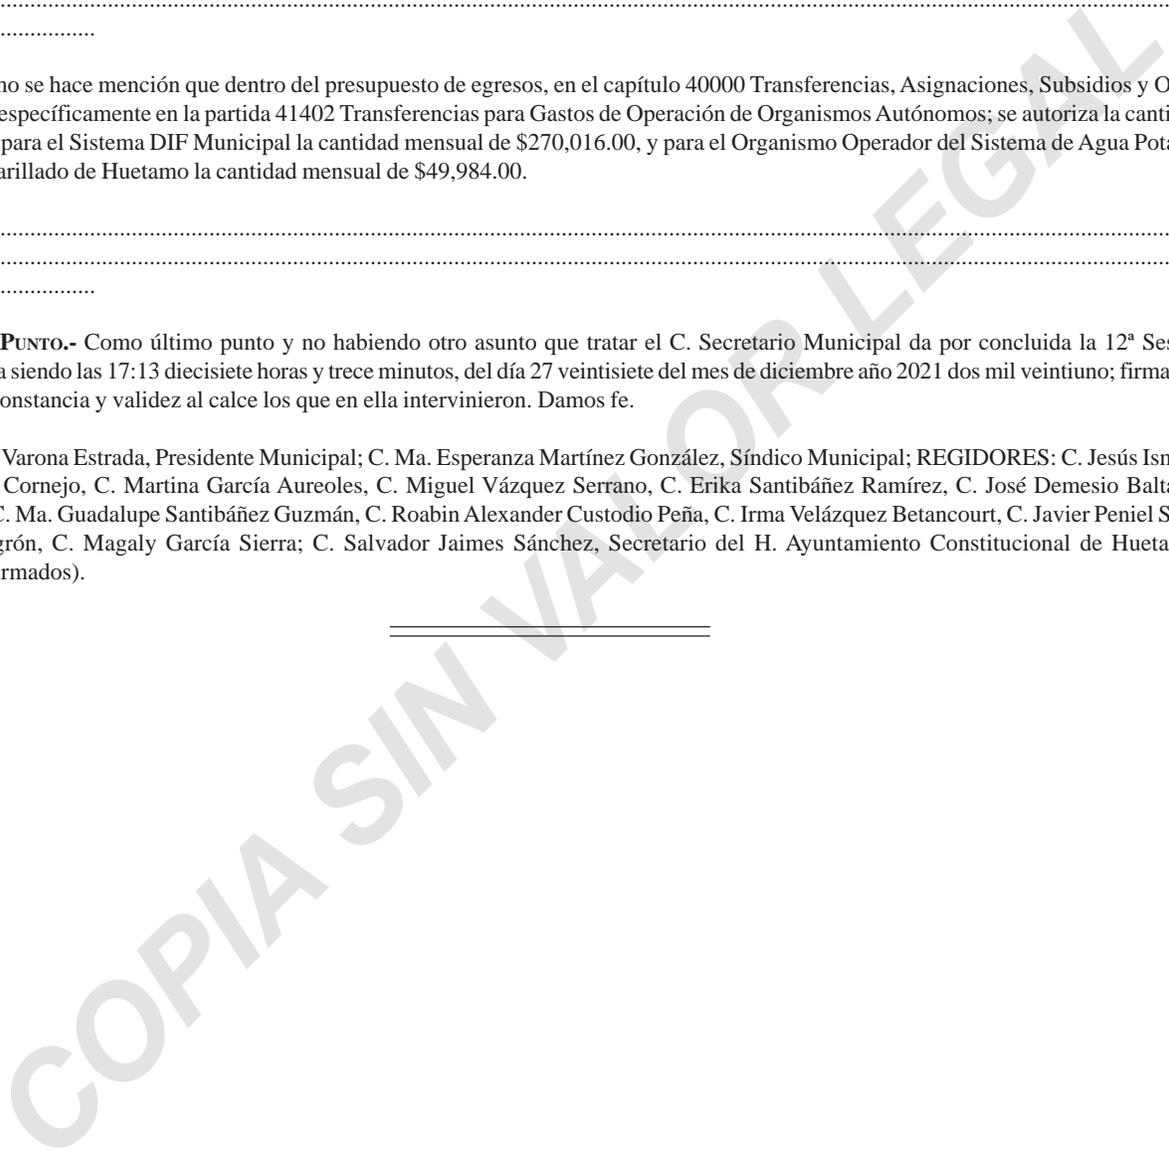 no se hace mención que dentro del presupuesto de egresos, en el capítulo 40000 Transferencias, Asignaciones, Subsidios y O
específicamente en la partida 41402 Transferencias para Gastos de Operación de Organismos Autónomos; se autoriza la canti
para el Sistema DIF Municipal la cantidad mensual de $270,016.00, y para el Organismo Operador del Sistema de Agua Pota
arillado de Huetamo la cantidad mensual de $49,984.00.
PUNTO.- Como último punto y no habiendo otro asunto que tratar el C. Secretario Municipal da por concluida la 12ª Ses
a siendo las 17:13 diecisiete horas y trece minutos, del día 27 veintisiete del mes de diciembre año 2021 dos mil veintiuno; firma
onstancia y validez al calce los que en ella intervinieron. Damos fe.
Varona Estrada, Presidente Municipal; C. Ma. Esperanza Martínez González, Síndico Municipal; REGIDORES: C. Jesús Ism
Cornejo, C. Martina García Aureoles, C. Miguel Vázquez Serrano, C. Erika Santibáñez Ramírez, C. José Demesio Balta
C. Ma. Guadalupe Santibáñez Guzmán, C. Roabin Alexander Custodio Peña, C. Irma Velázquez Betancourt, C. Javier Peniel S
grón, C. Magaly García Sierra; C. Salvador Jaimes Sánchez, Secretario del H. Ayuntamiento Constitucional de Hueta
rmados).
COPIA SIN VALOR LEGAL